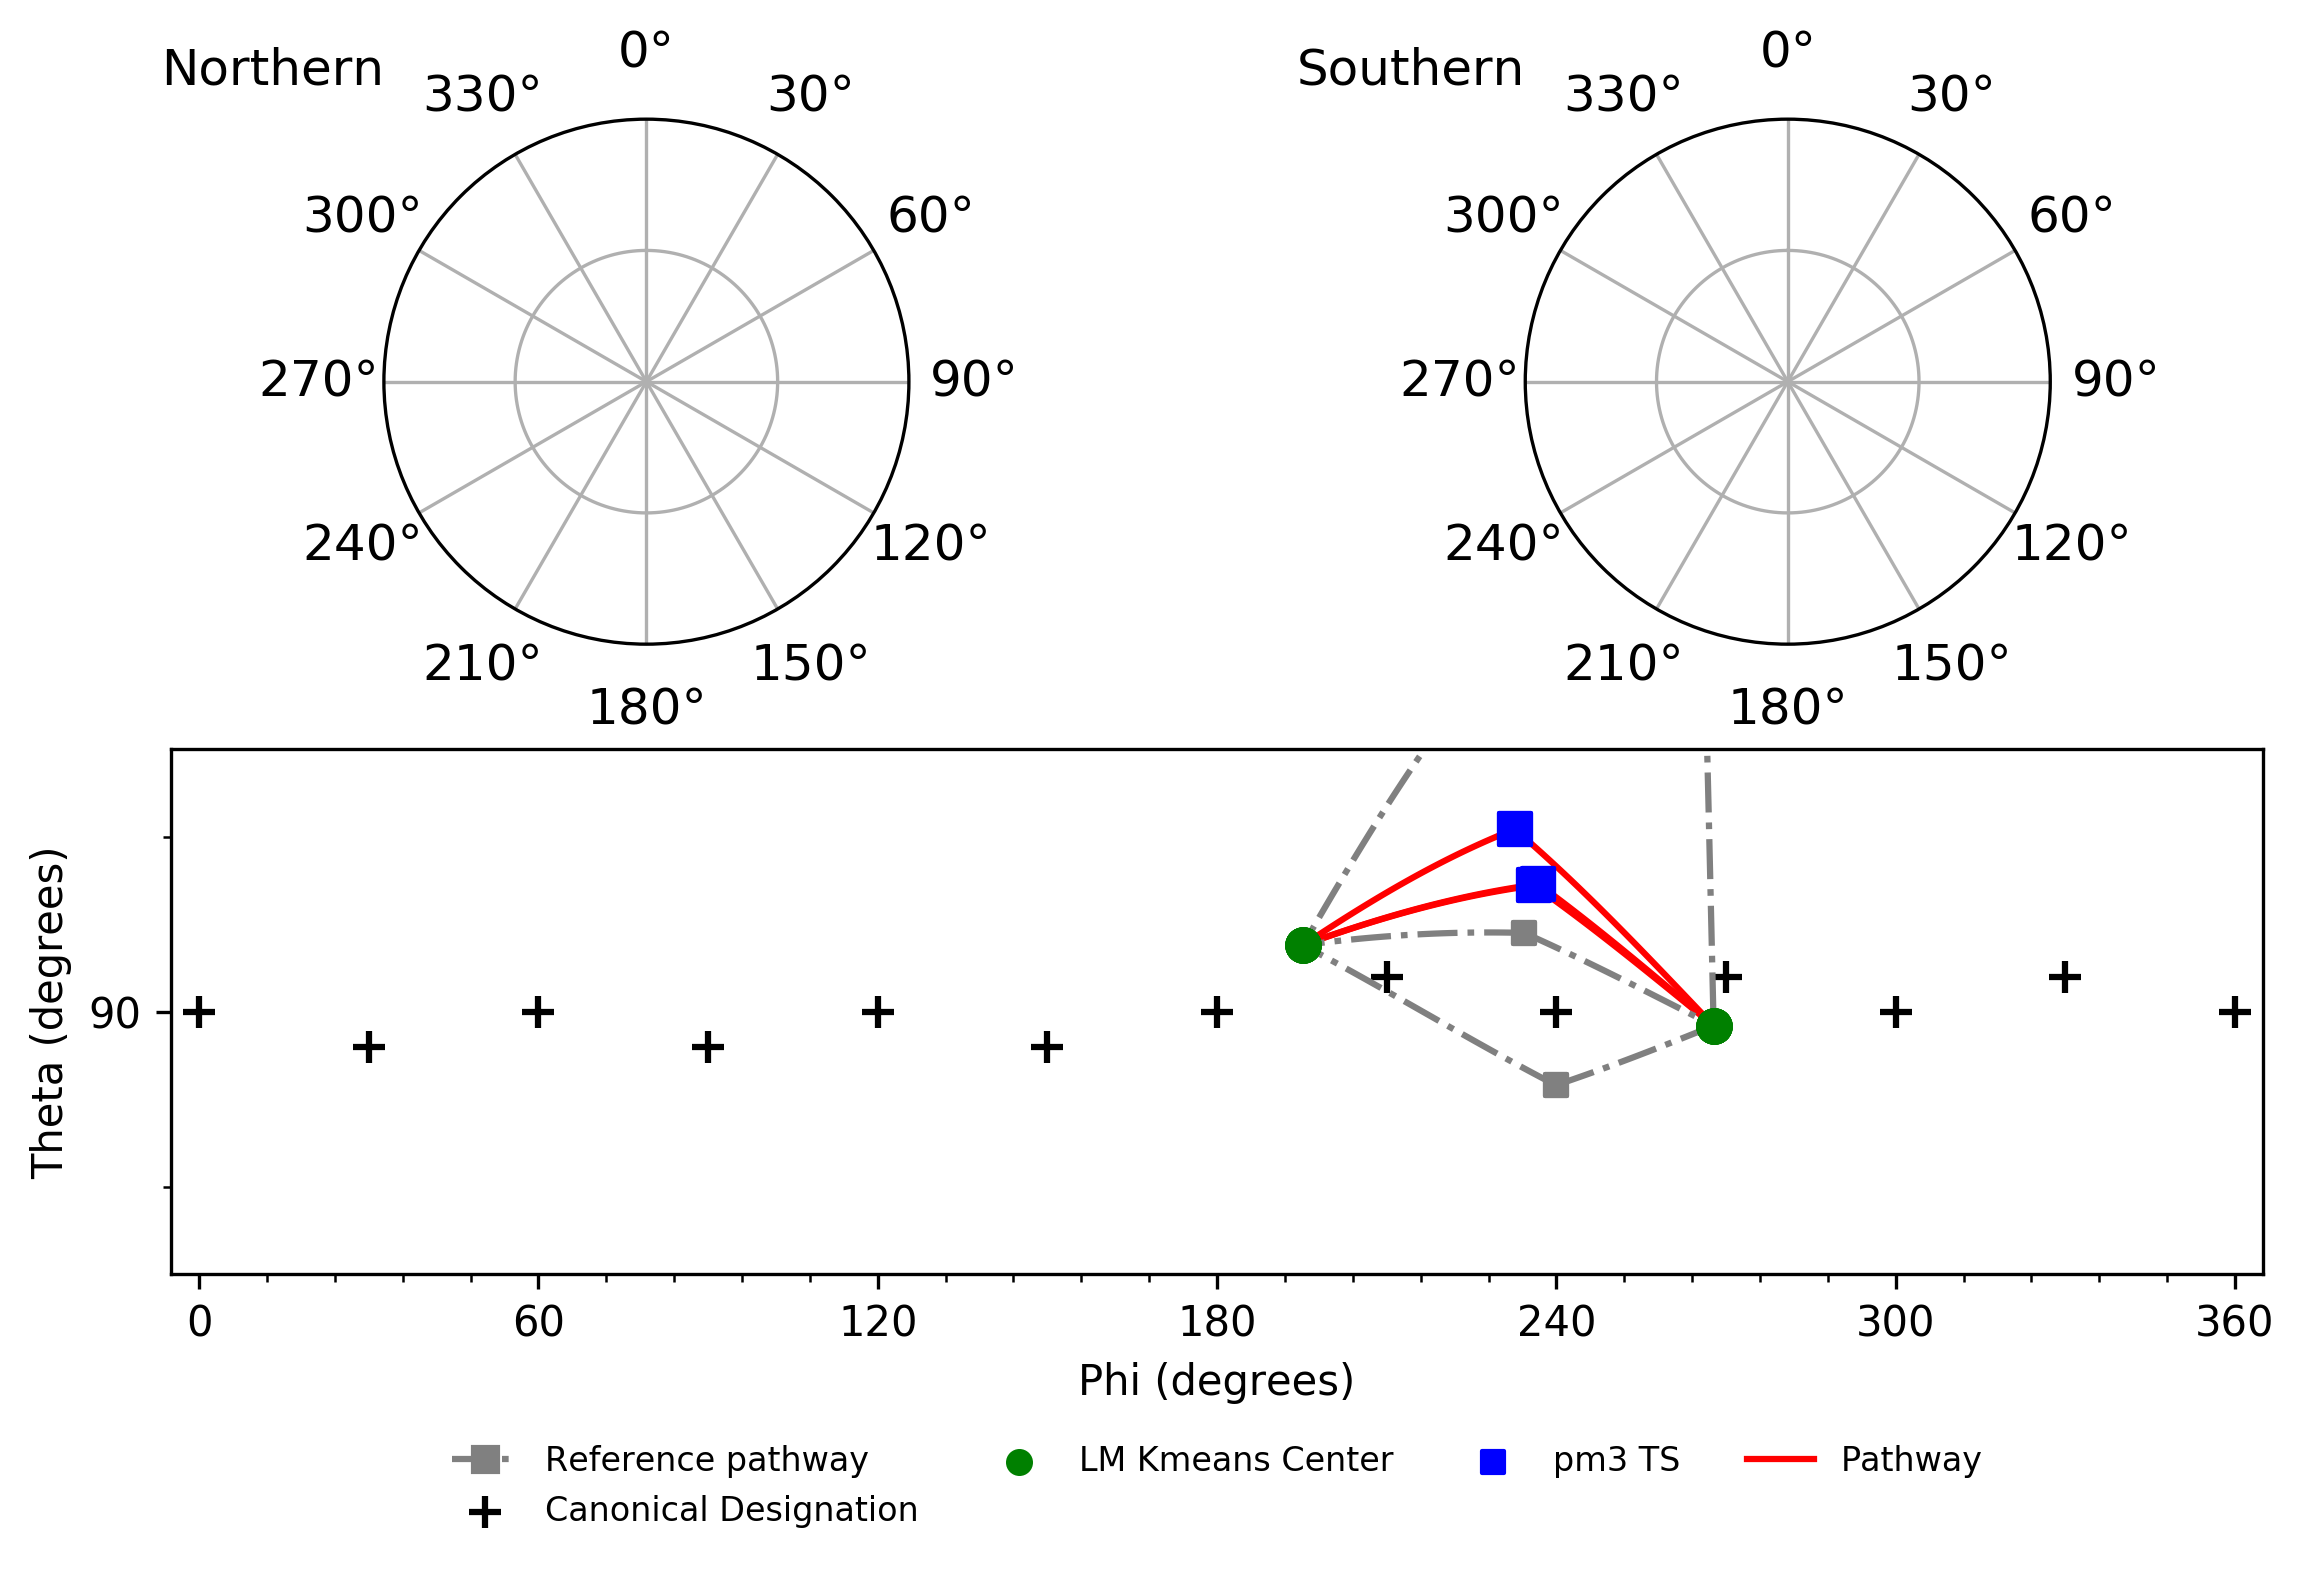 Northern
0°
330°
30°
300°
60°
270°
90°
240°
120°
210°
150°
180°
Southern
0°
330°
30°
300°
60°
270°
90°
240°
120°
210°
150°
180°
Theta (degrees)
90
0 60 120 180 240 300 360
Phi (degrees)
Reference pathway
Canonical Designation
LM Kmeans Center
pm3 TS
Pathway